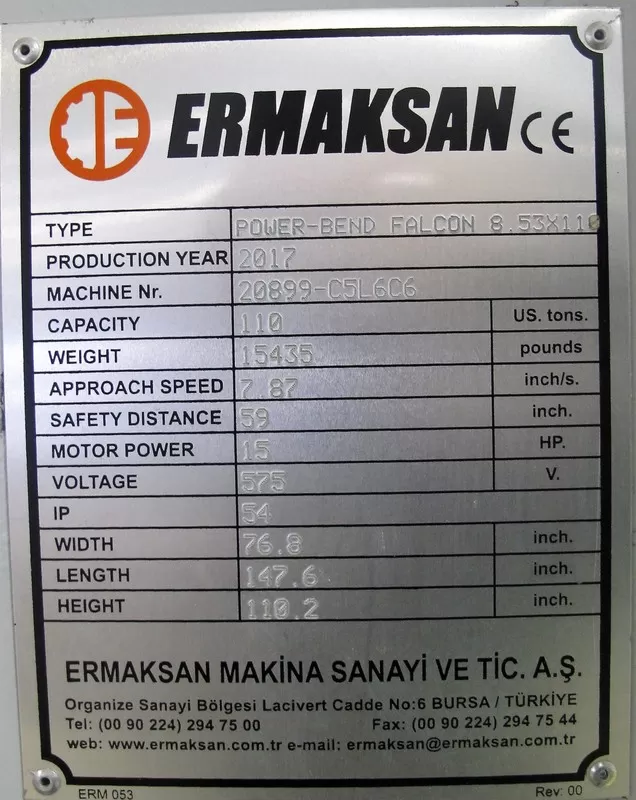 ERMAKSAN CE
TYPE POWER-BEND FALCON 8.53X110
PRODUCTION YEAR 2017
MACHINE Nr. 20899-C5L6C6
CAPACITY 110 US. tons.
WEIGHT 15435 pounds
APPROACH SPEED 7.87 inch/s.
SAFETY DISTANCE 59 inch.
MOTOR POWER 15 HP.
VOLTAGE 575 V.
IP 54
WIDTH 76.8 inch.
LENGTH 147.6 inch.
HEIGHT 110.2 inch.
ERMAKSAN MAKİNA SANAYİ VE TİC. A.Ş.
Organize Sanayi Bölgesi Lacivert Cadde No:6 BURSA / TÜRKİYE
Tel: (00 90 224) 294 75 00 Fax: (00 90 224) 294 75 44
web: www.ermaksan.com.tr e-mail: ermaksan@ermaksan.com.tr
ERM 053 Rev: 00